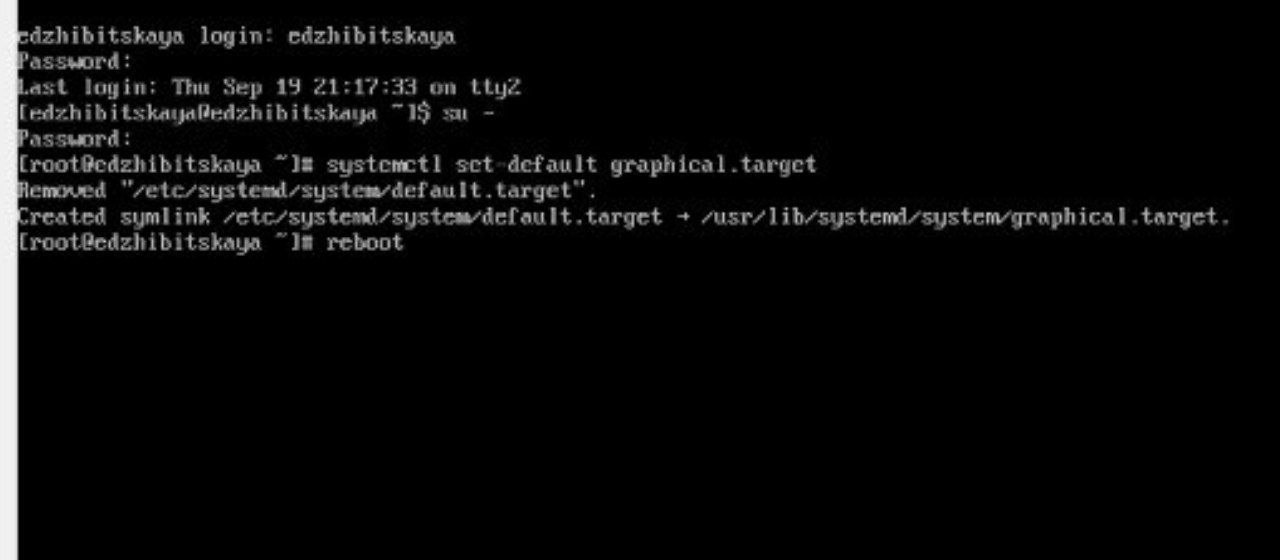 edzhibitskaya login: edzhibitskaya
Password:
Last login: Thu Sep 19 21:17:33 on tty2
[edzhibitskaya@edzhibitskaya ~]$ su -
Password:
[root@edzhibitskaya ~]# systemctl set-default graphical.target
Removed "/etc/systemd/system/default.target".
Created symlink /etc/systemd/system/default.target → /usr/lib/systemd/system/graphical.target.
[root@edzhibitskaya ~]# reboot